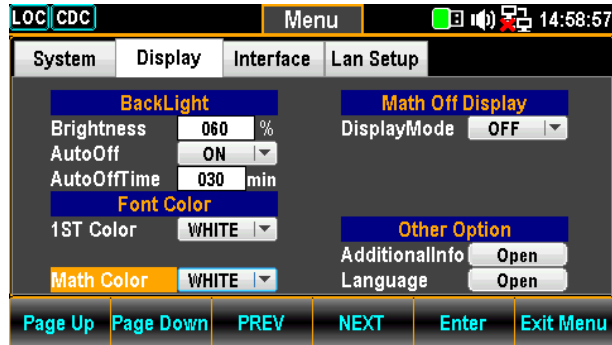 LOC CDC Menu 14:58:57
System Display Interface Lan Setup
BackLight
Brightness 060 %
AutoOff ON
AutoOffTime 030 min
Font Color
1ST Color WHITE
Math Color WHITE
Math Off Display
DisplayMode OFF
Other Option
AdditionalInfo Open
Language Open
Page Up Page Down PREV NEXT Enter Exit Menu